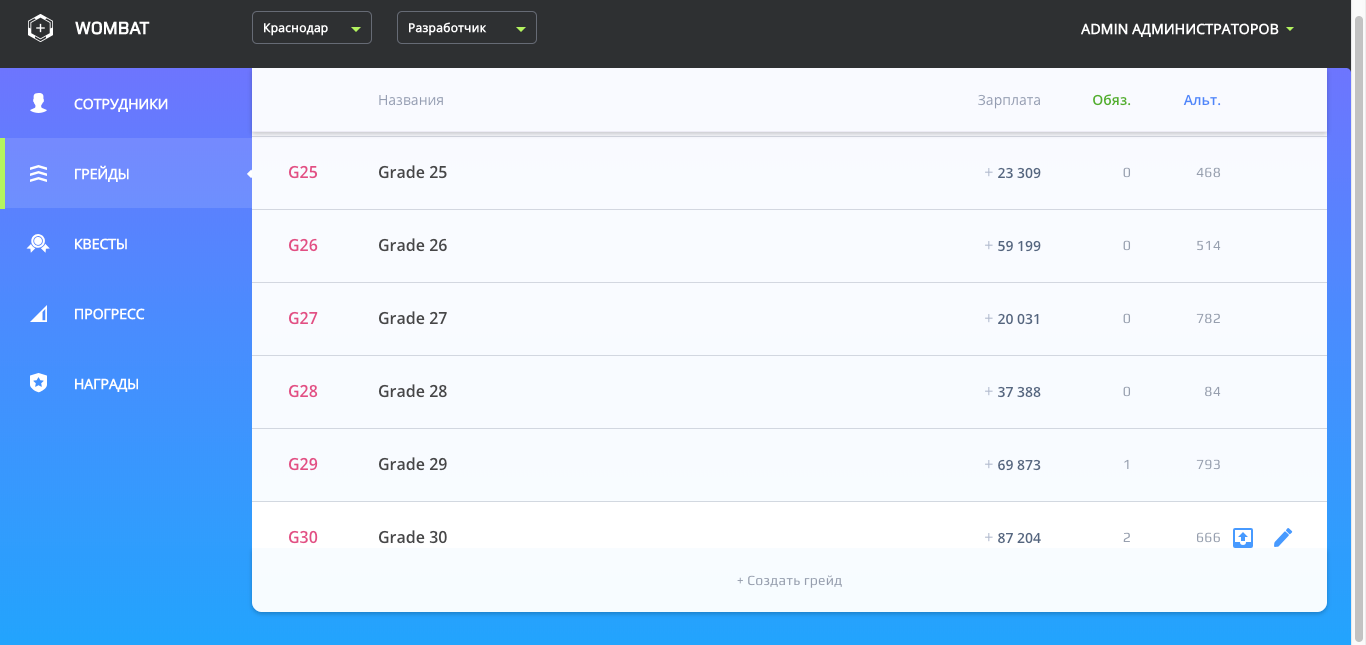 WOMBAT Краснодар Разработчик ADMIN АДМИНИСТРАТОРОВ
СОТРУДНИКИ
ГРЕЙДЫ
КВЕСТЫ
ПРОГРЕСС
НАГРАДЫ
Названия Зарплата Обяз. Альт.
G25 Grade 25 + 23 309 0 468
G26 Grade 26 + 59 199 0 514
G27 Grade 27 + 20 031 0 782
G28 Grade 28 + 37 388 0 84
G29 Grade 29 + 69 873 1 793
G30 Grade 30 + 87 204 2 666
+ Создать грейд